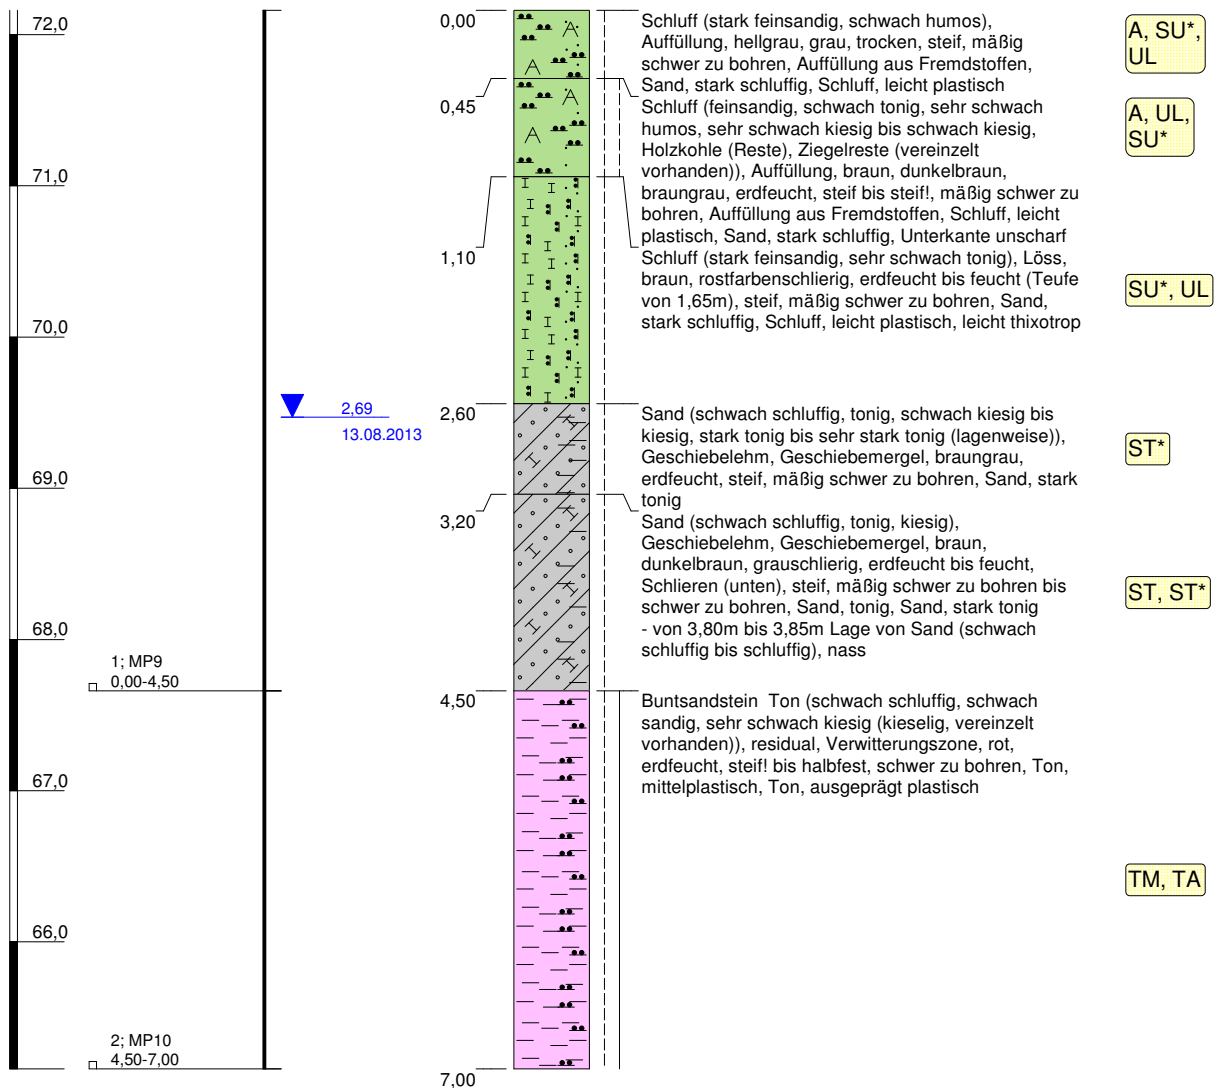 72,0
71,0
70,0
69,0
68,0
67,0
66,0
1; MP9
0,00-4,50
2; MP10
4,50-7,00
2,69
13.08.2013
0,00
Schluff (stark feinsandig, schwach humos),
Auffüllung, hellgrau, grau, trocken, steif, mäßig
schwer zu bohren, Auffüllung aus Fremdstoffen,
Sand, stark schluffig, Schluff, leicht plastisch
A, SU*,
UL
0,45
Schluff (feinsandig, schwach tonig, sehr schwach
humos, sehr schwach kiesig bis schwach kiesig,
Holzkohle (Reste), Ziegelreste (vereinzelt
vorhanden)), Auffüllung, braun, dunkelbraun,
braungrau, erdfeucht, steif bis steif!, mäßig schwer zu
bohren, Auffüllung aus Fremdstoffen, Schluff, leicht
plastisch, Sand, stark schluffig, Unterkante unscharf
A, UL,
SU*
1,10
Schluff (stark feinsandig, sehr schwach tonig), Löss,
braun, rostfarbenschlierig, erdfeucht bis feucht (Teufe
von 1,65m), steif, mäßig schwer zu bohren, Sand,
stark schluffig, Schluff, leicht plastisch, leicht thixotrop
SU*, UL
2,60
Sand (schwach schluffig, tonig, schwach kiesig bis
kiesig, stark tonig bis sehr stark tonig (lagenweise)),
Geschiebelehm, Geschiebemergel, braungrau,
erdfeucht, steif, mäßig schwer zu bohren, Sand, stark
tonig
ST*
3,20
Sand (schwach schluffig, tonig, kiesig),
Geschiebelehm, Geschiebemergel, braun,
dunkelbraun, grauschlierig, erdfeucht bis feucht,
Schlieren (unten), steif, mäßig schwer zu bohren bis
schwer zu bohren, Sand, tonig, Sand, stark tonig
- von 3,80m bis 3,85m Lage von Sand (schwach
schluffig bis schluffig), nass
ST, ST*
4,50
Buntsandstein Ton (schwach schluffig, schwach
sandig, sehr schwach kiesig (kieselig, vereinzelt
vorhanden)), residual, Verwitterungszone, rot,
erdfeucht, steif! bis halbfest, schwer zu bohren, Ton,
mittelplastisch, Ton, ausgeprägt plastisch
TM, TA
7,00